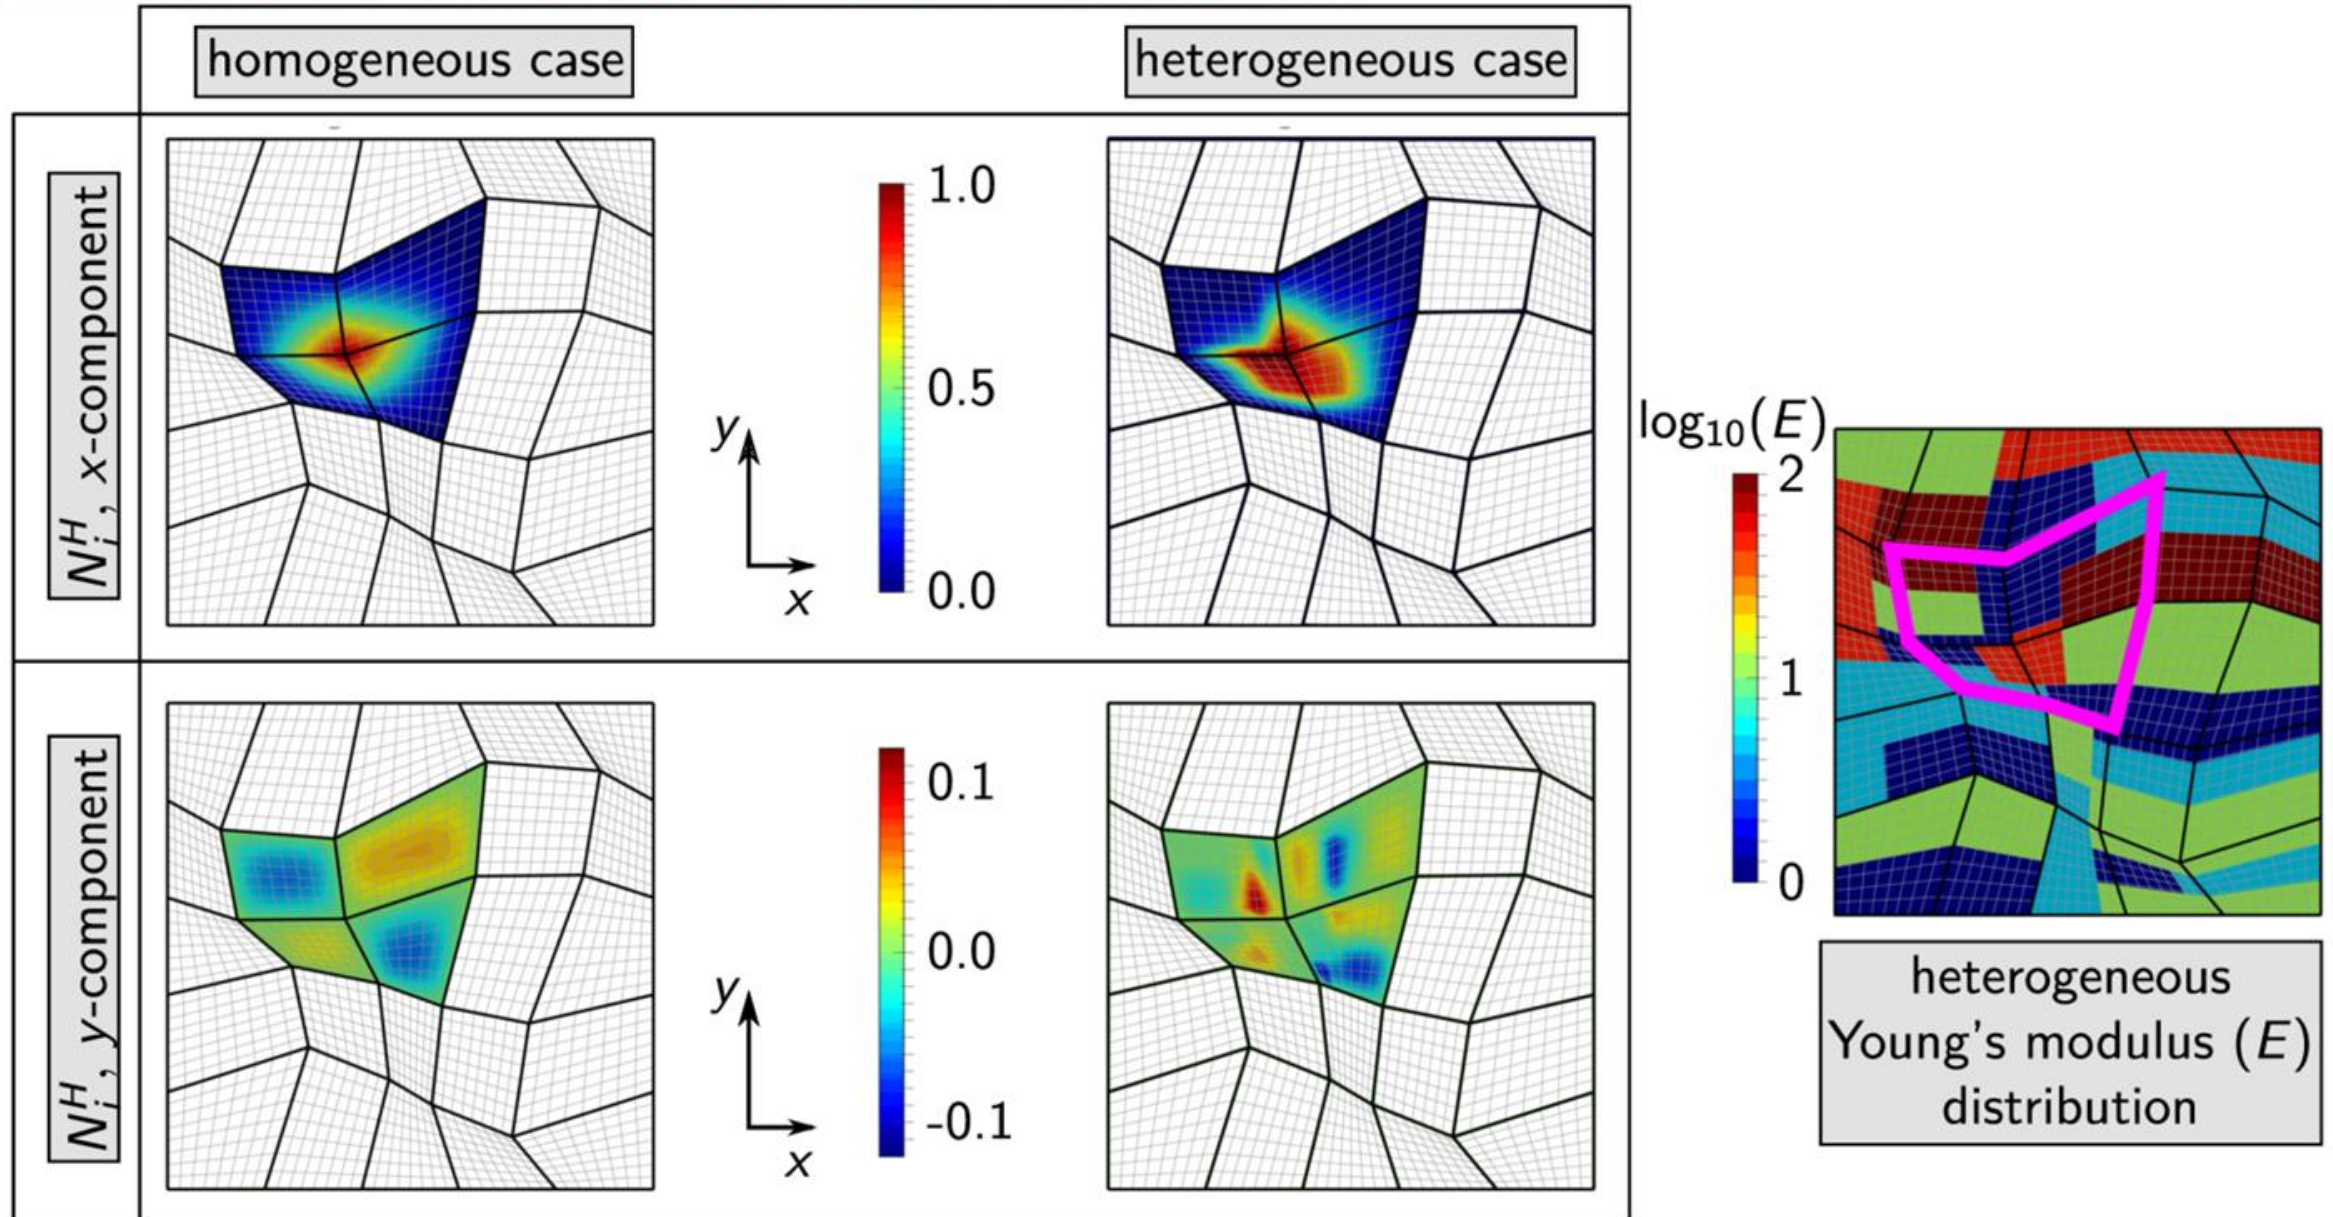 homogeneous case
heterogeneous case
N_i^H, x-component
1.0
0.5
0.0
y
x
log₁₀(E)
2
1
0
N_i^H, y-component
0.1
0.0
-0.1
y
x
heterogeneous
Young's modulus (E)
distribution